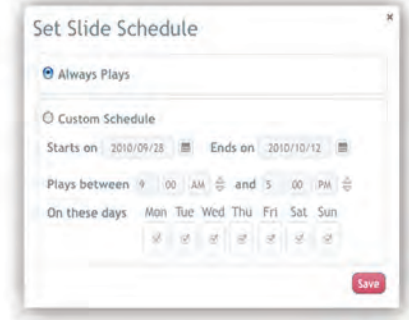 Set Slide Schedule
Always Plays
Custom Schedule
Starts on 2010/09/28 Ends on 2010/10/12
Plays between 9 00 AM and 5 00 PM
On these days Mon Tue Wed Thu Fri Sat Sun
Save